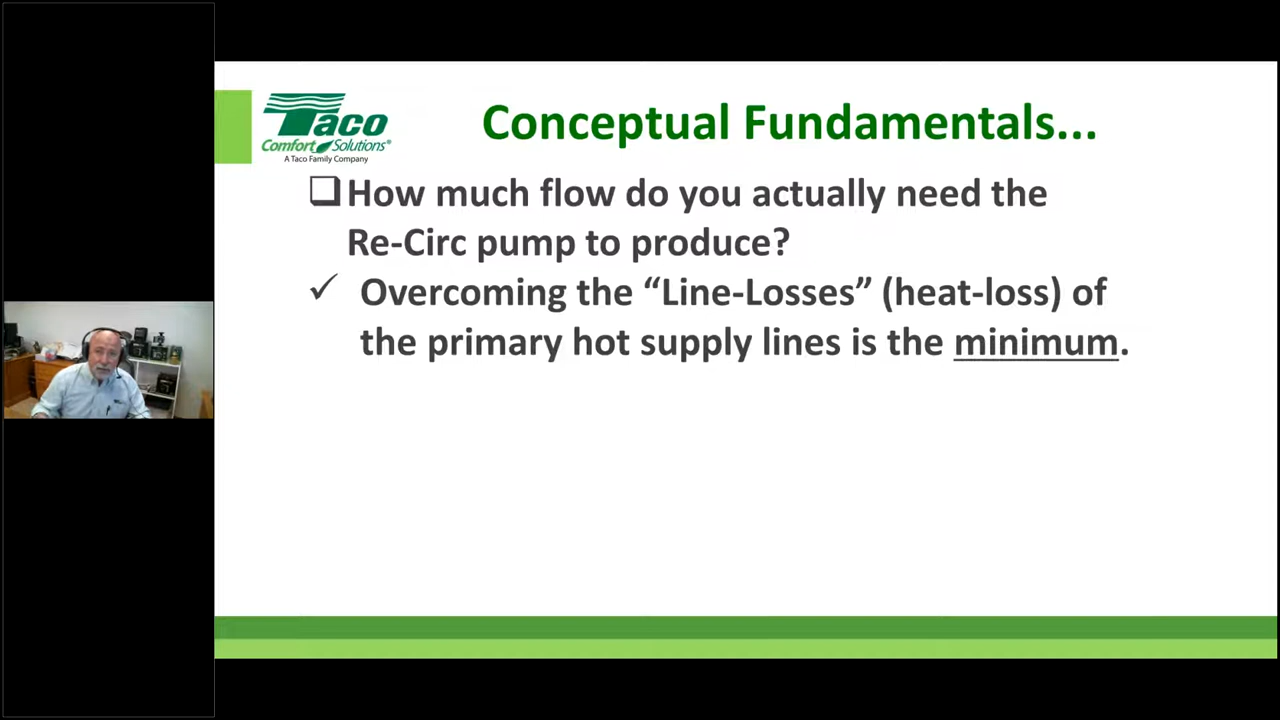 Taco
Comfort Solutions®
A Taco Family Company
Conceptual Fundamentals...
How much flow do you actually need the
Re-Circ pump to produce?
Overcoming the “Line-Losses” (heat-loss) of
the primary hot supply lines is the minimum.